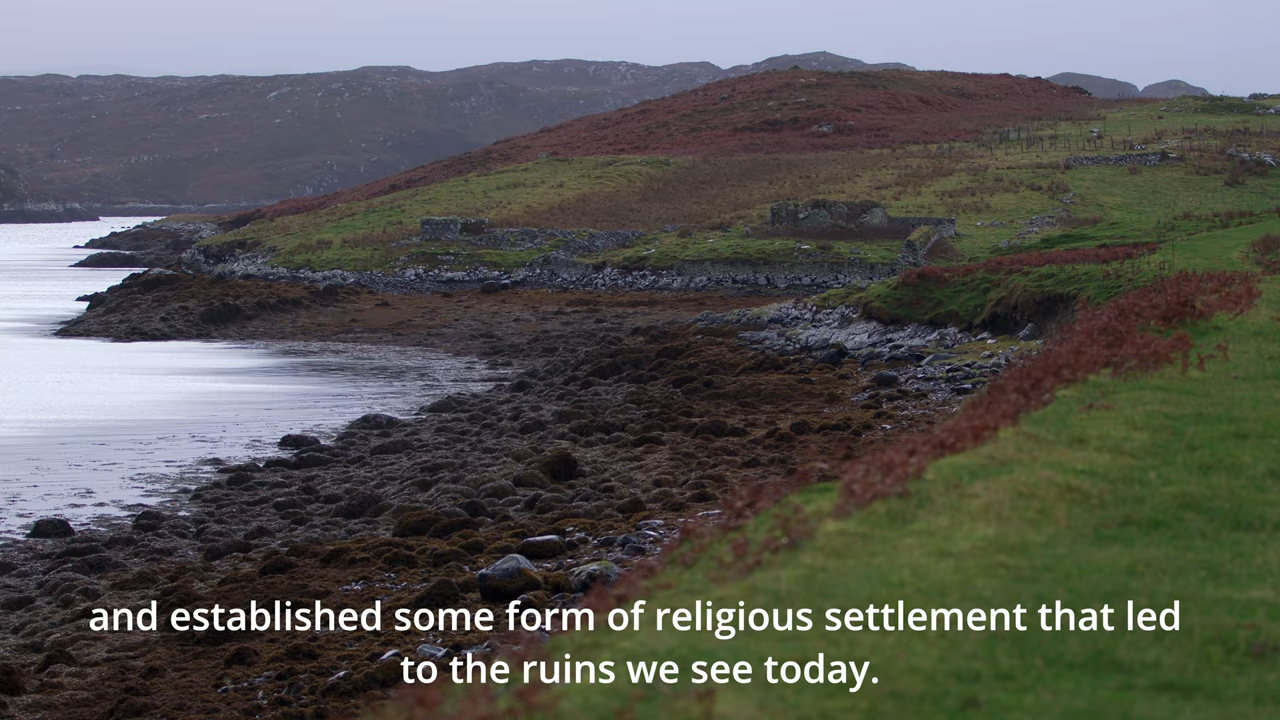 and established some form of religious settlement that led
to the ruins we see today.